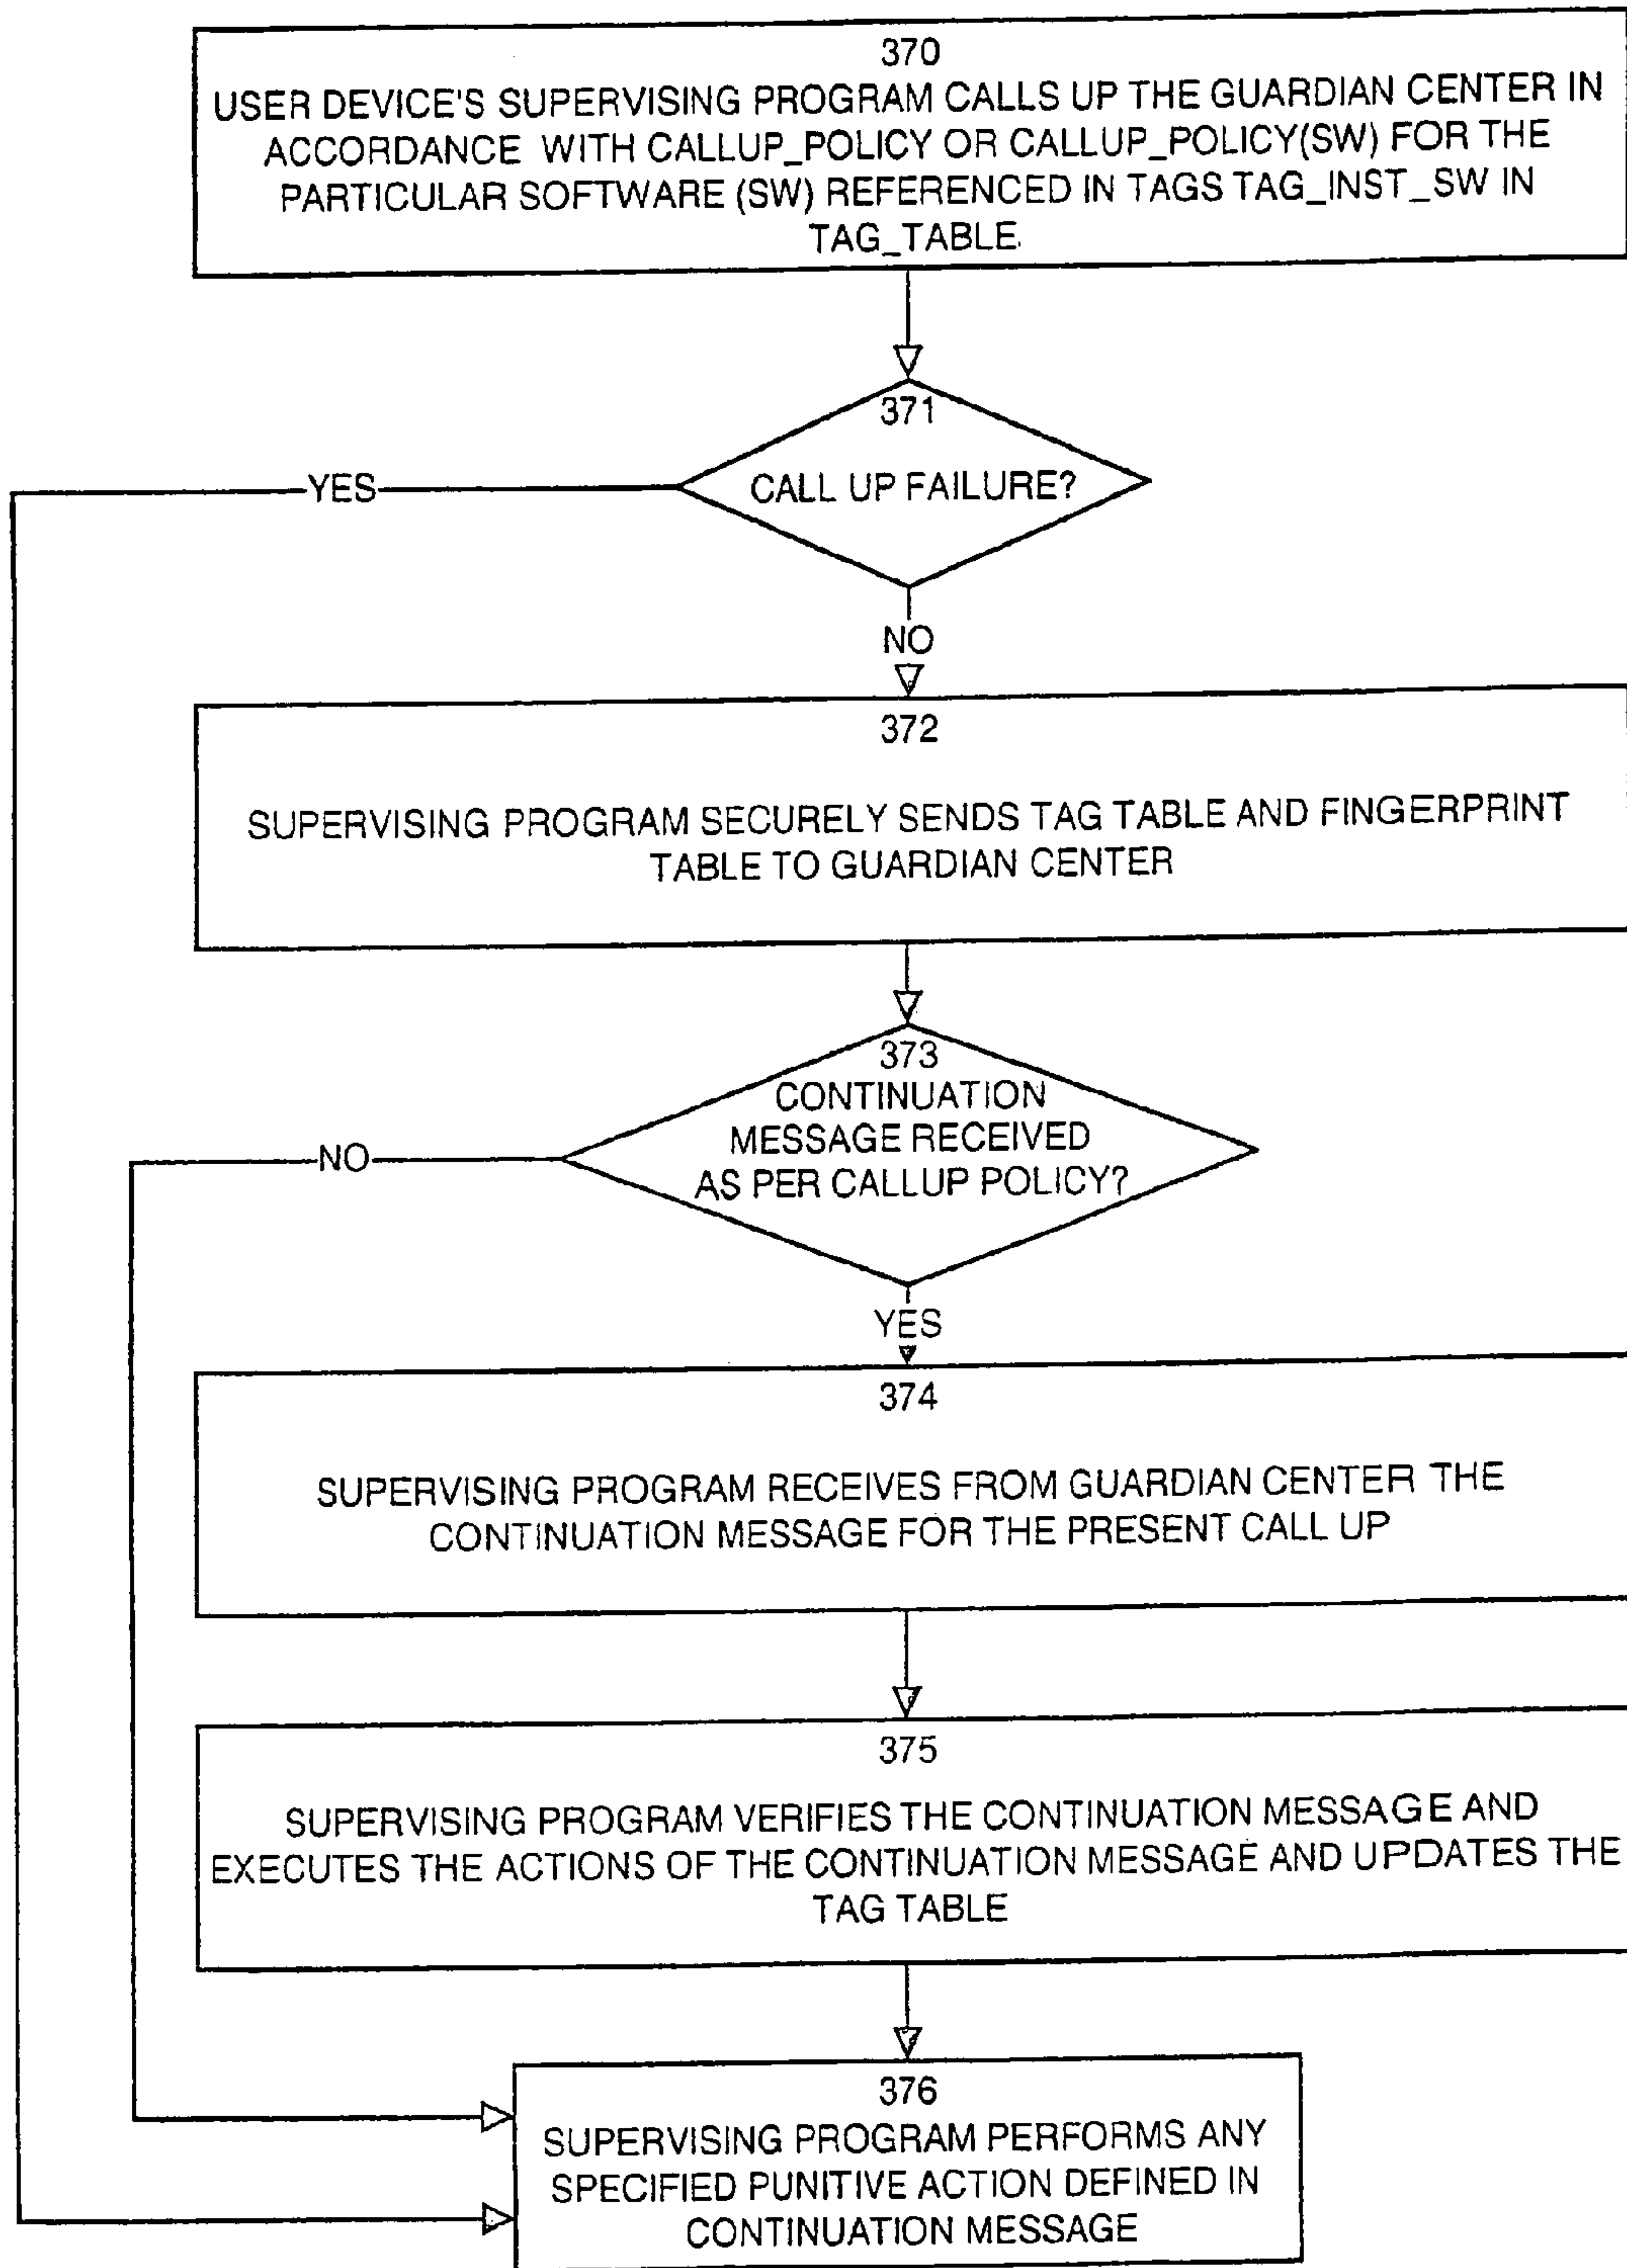 370
USER DEVICE'S SUPERVISING PROGRAM CALLS UP THE GUARDIAN CENTER IN
ACCORDANCE WITH CALLUP_POLICY OR CALLUP_POLICY(SW) FOR THE
PARTICULAR SOFTWARE (SW) REFERENCED IN TAGS TAG_INST_SW IN
TAG_TABLE.
371
CALL UP FAILURE?
YES
NO
372
SUPERVISING PROGRAM SECURELY SENDS TAG TABLE AND FINGERPRINT
TABLE TO GUARDIAN CENTER
373
CONTINUATION
MESSAGE RECEIVED
AS PER CALLUP POLICY?
NO
YES
374
SUPERVISING PROGRAM RECEIVES FROM GUARDIAN CENTER THE
CONTINUATION MESSAGE FOR THE PRESENT CALL UP
375
SUPERVISING PROGRAM VERIFIES THE CONTINUATION MESSAGE AND
EXECUTES THE ACTIONS OF THE CONTINUATION MESSAGE AND UPDATES THE
TAG TABLE
376
SUPERVISING PROGRAM PERFORMS ANY
SPECIFIED PUNITIVE ACTION DEFINED IN
CONTINUATION MESSAGE